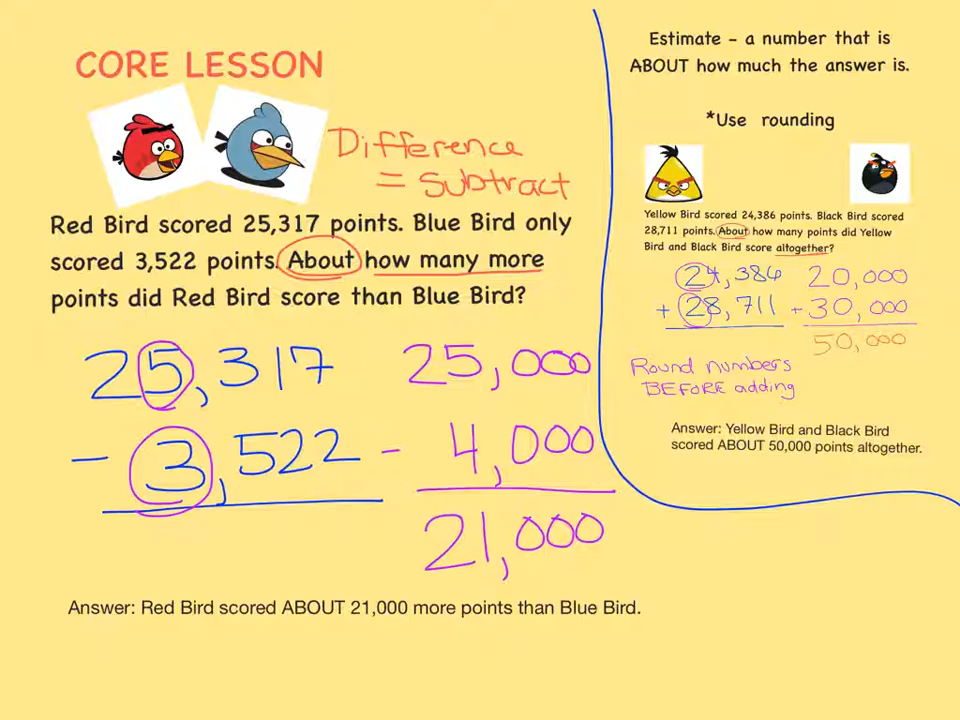 CORE LESSON
Difference
= subtract
Red Bird scored 25,317 points. Blue Bird only
scored 3,522 points. About how many more
points did Red Bird score than Blue Bird?
25,317 25,000
- 3,522 - 4,000
21,000
Answer: Red Bird scored ABOUT 21,000 more points than Blue Bird.
Estimate - a number that is
ABOUT how much the answer is.
*Use rounding
Yellow Bird scored 24,386 points. Black Bird scored
28,711 points. About how many points did Yellow
Bird and Black Bird score altogether?
24,386 20,000
+ 28,711 + 30,000
50,000
Round numbers
BEFORE adding
Answer: Yellow Bird and Black Bird
scored ABOUT 50,000 points altogether.